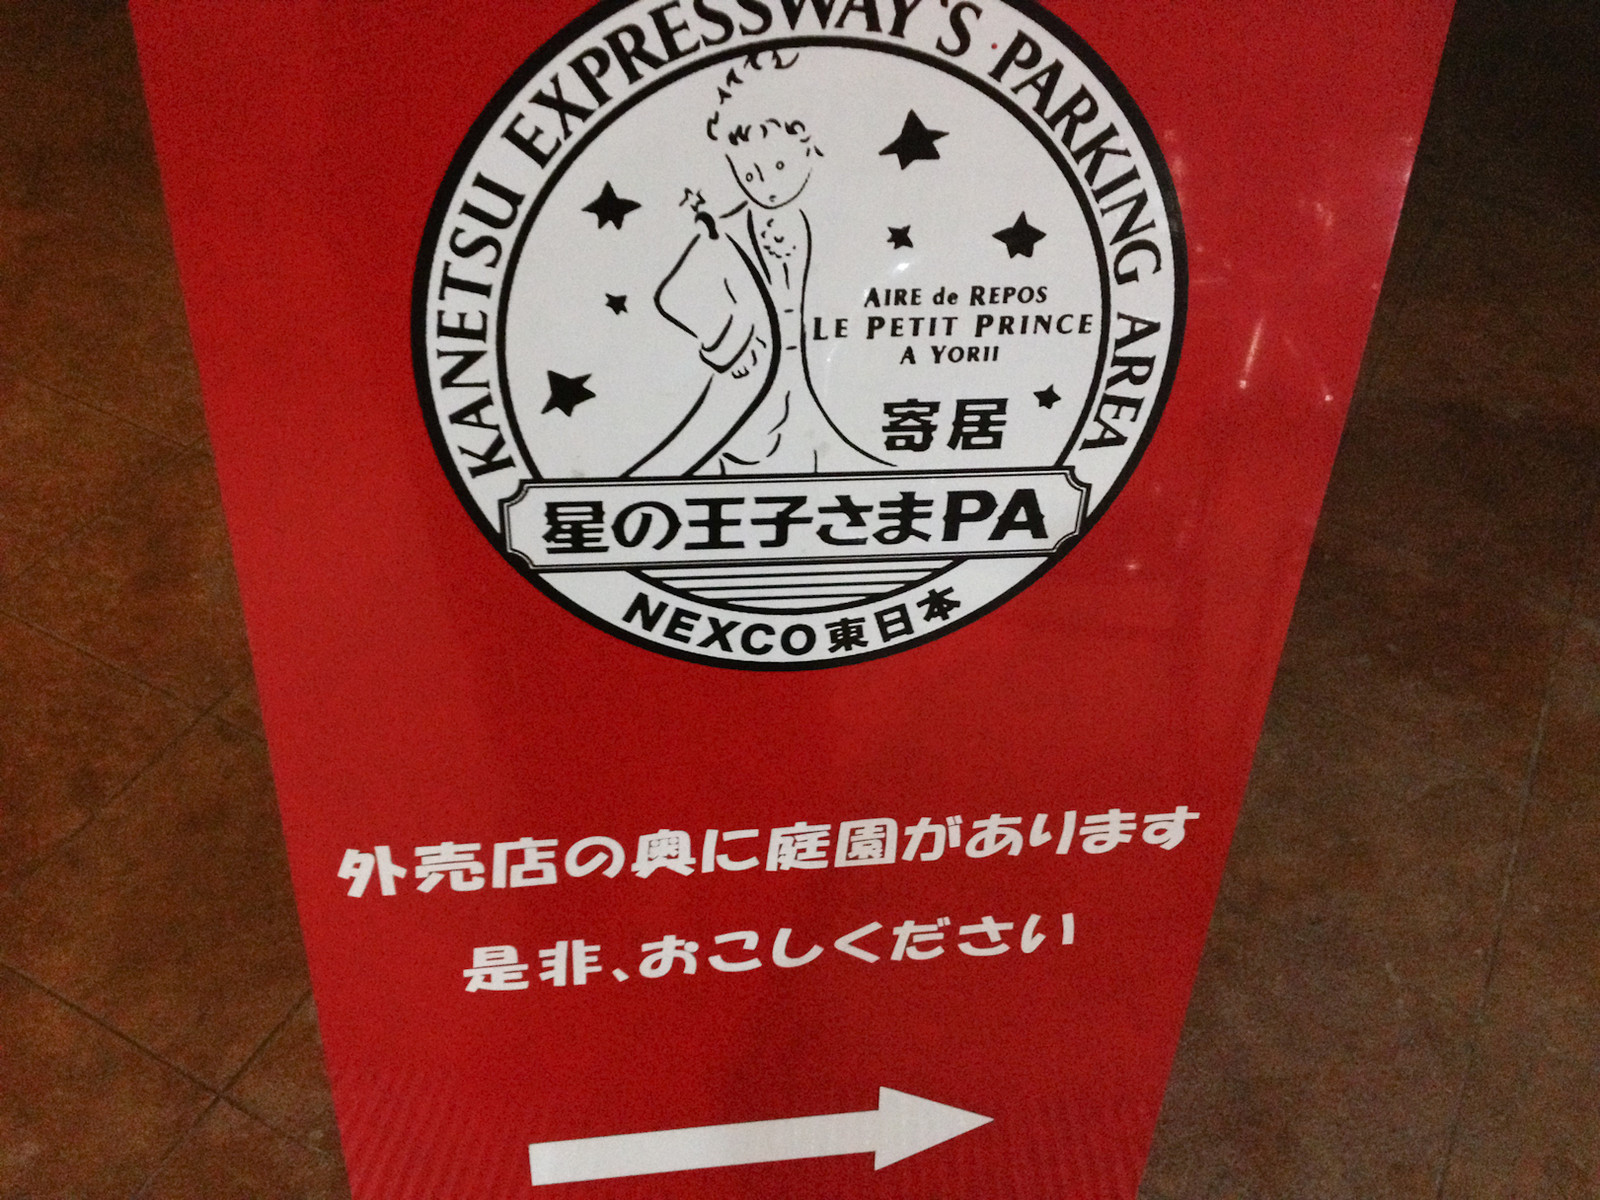 KANETSU EXPRESSWAY'S PARKING AREA
AIRE de REPOS
LE PETIT PRINCE
A YORII
寄居
星の王子さまPA
NEXCO東日本
外売店の奥に庭園があります
是非、おこしください